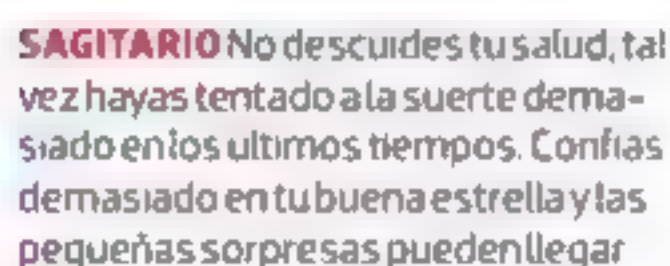 SAGITARIO No descuides tu salud, tal
vez hayas tentado a la suerte dema-
siado en los ultimos tiempos. Confías
demasiado en tu buena estrella y las
pequeñas sorpresas pueden llegar